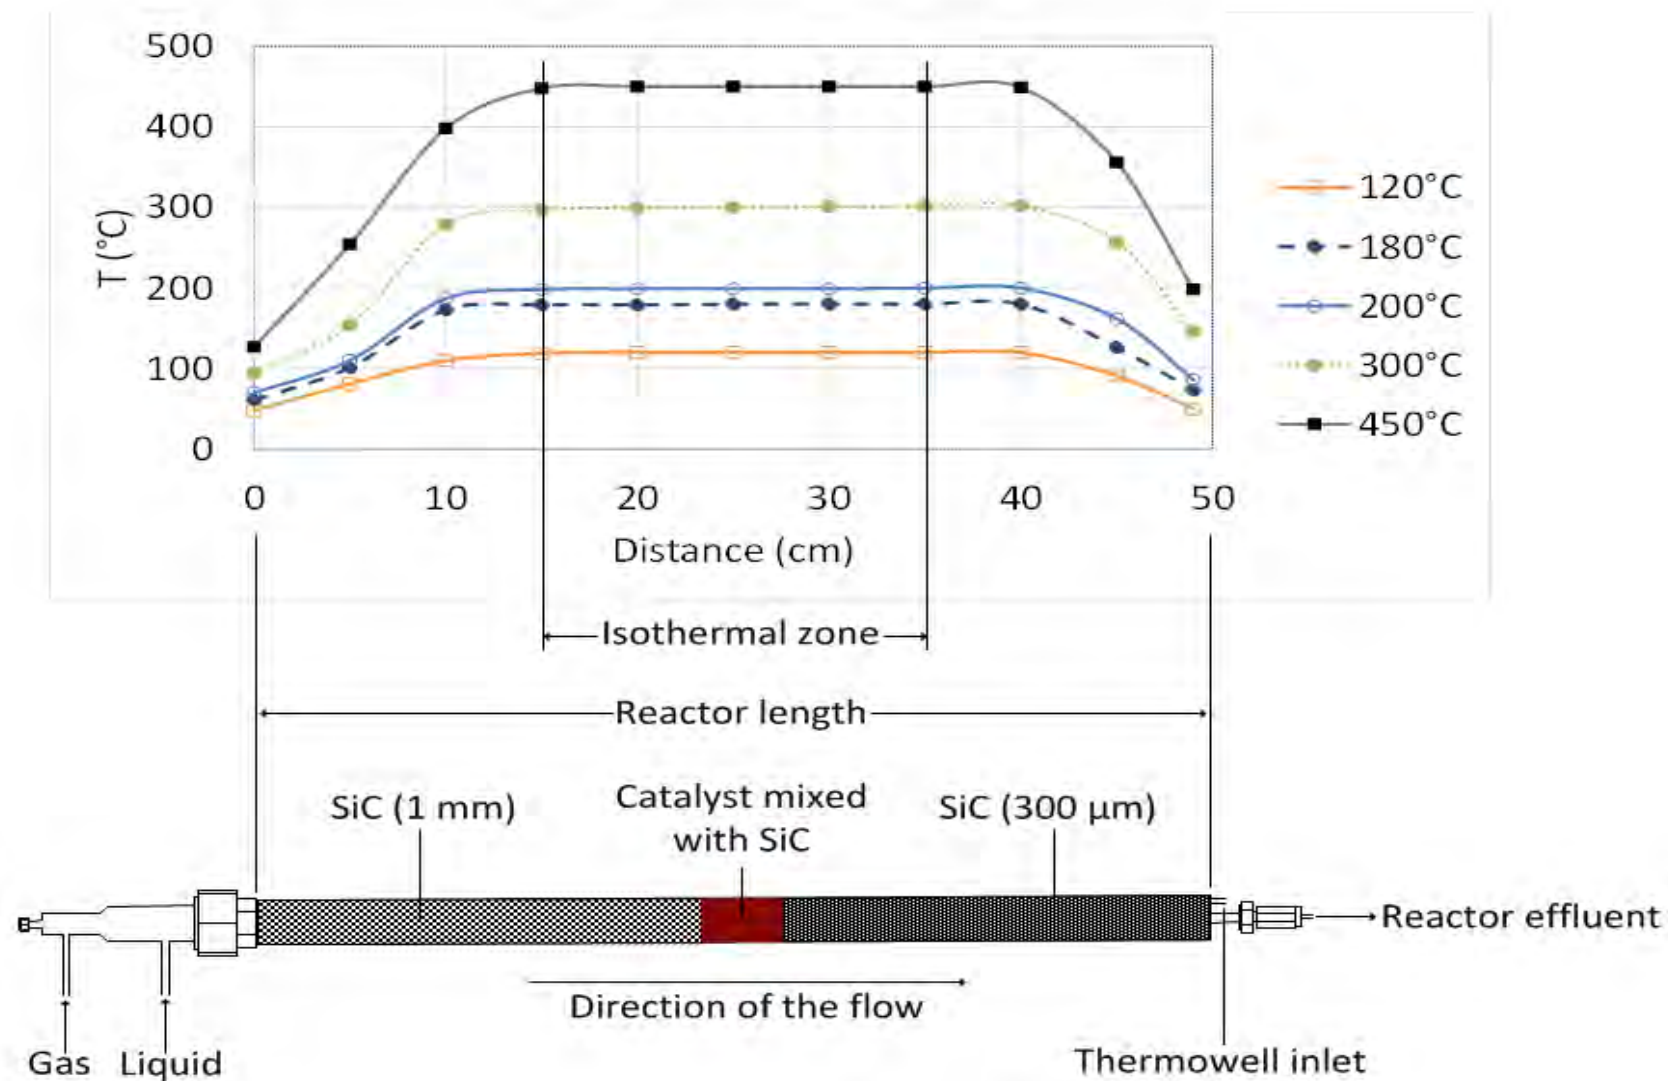 500
400
300
200
100
0
T (°C)
0 10 20 30 40 50
Distance (cm)
120°C
180°C
200°C
300°C
450°C
Isothermal zone
Reactor length
SiC (1 mm)
Catalyst mixed
with SiC
SiC (300 µm)
Reactor effluent
Direction of the flow
Gas
Liquid
Thermowell inlet